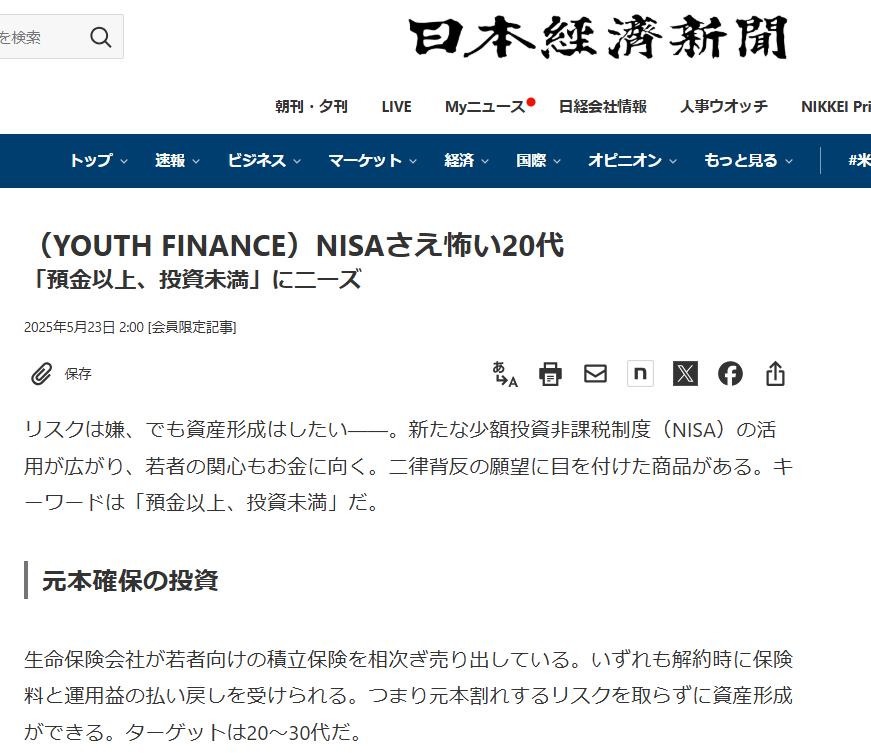 を検索
日本経済新聞
朝刊・夕刊 LIVE Myニュース 日経会社情報 人事ウオッチ NIKKEI Pri
トップ 速報 ビジネス マーケット 経済 国際 オピニオン もっと見る #米
（YOUTH FINANCE）NISAさえ怖い20代
「預金以上、投資未満」にニーズ
2025年5月23日 2:00 [会員限定記事]
保存
あ A n X f
リスクは嫌、でも資産形成はしたい――。新たな少額投資非課税制度（NISA）の活
用が広がり、若者の関心もお金に向く。二律背反の願望に目を付けた商品がある。キ
ーワードは「預金以上、投資未満」だ。
元本確保の投資
生命保険会社が若者向けの積立保険を相次ぎ売り出している。いずれも解約時に保険
料と運用益の払い戻しを受けられる。つまり元本割れするリスクを取らずに資産形成
ができる。ターゲットは20～30代だ。